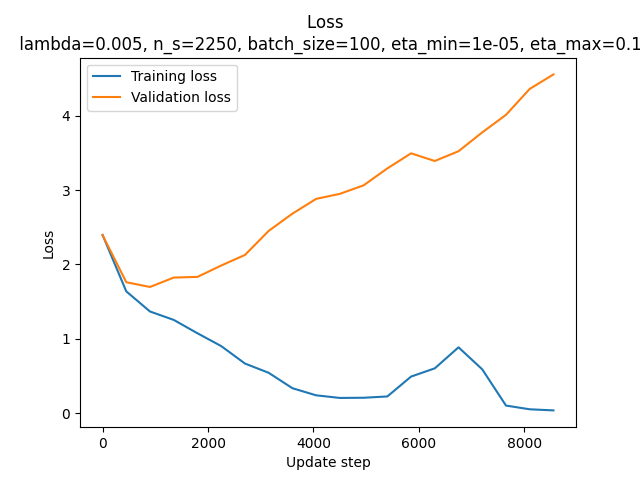 Loss
lambda=0.005, n_s=2250, batch_size=100, eta_min=1e-05, eta_max=0.1
Training loss
Validation loss
4
3
2
1
0
Loss
0 2000 4000 6000 8000
Update step